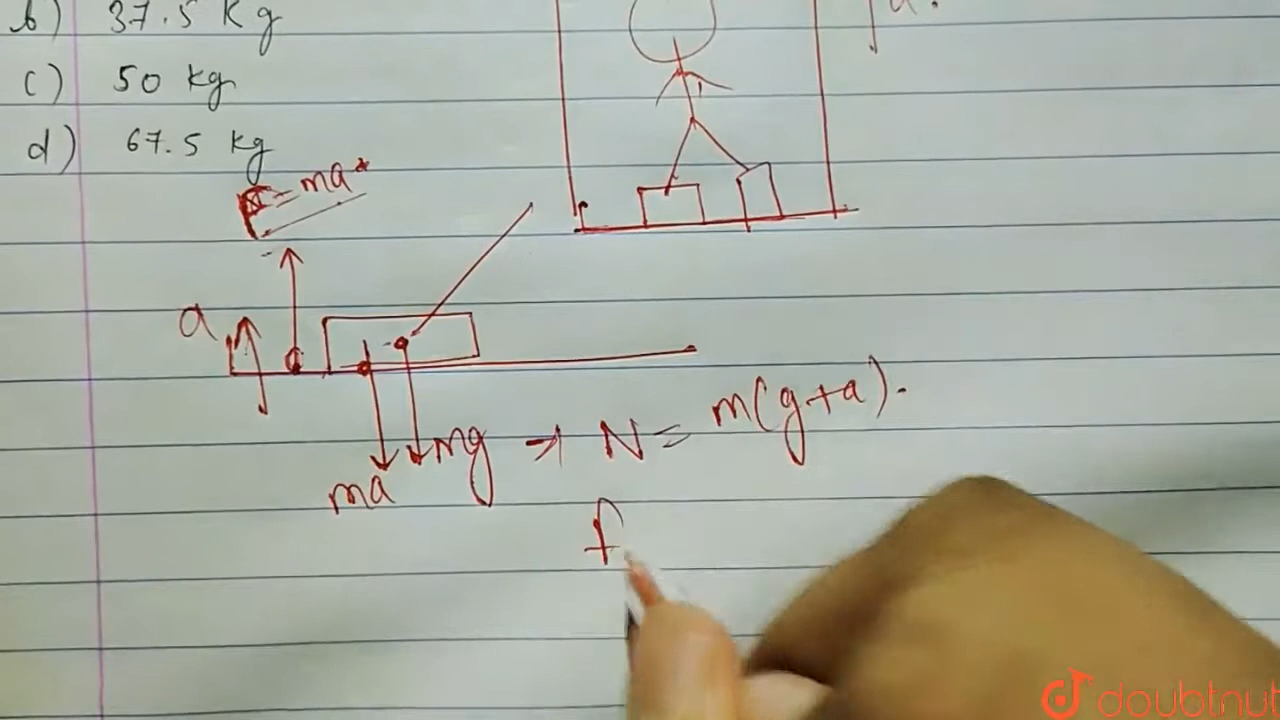 b) 37.5 Kg
a.
c) 50 kg
d) 67.5 kg
= ma
a
mg → N = m(g+a).
ma
f
doubtnut